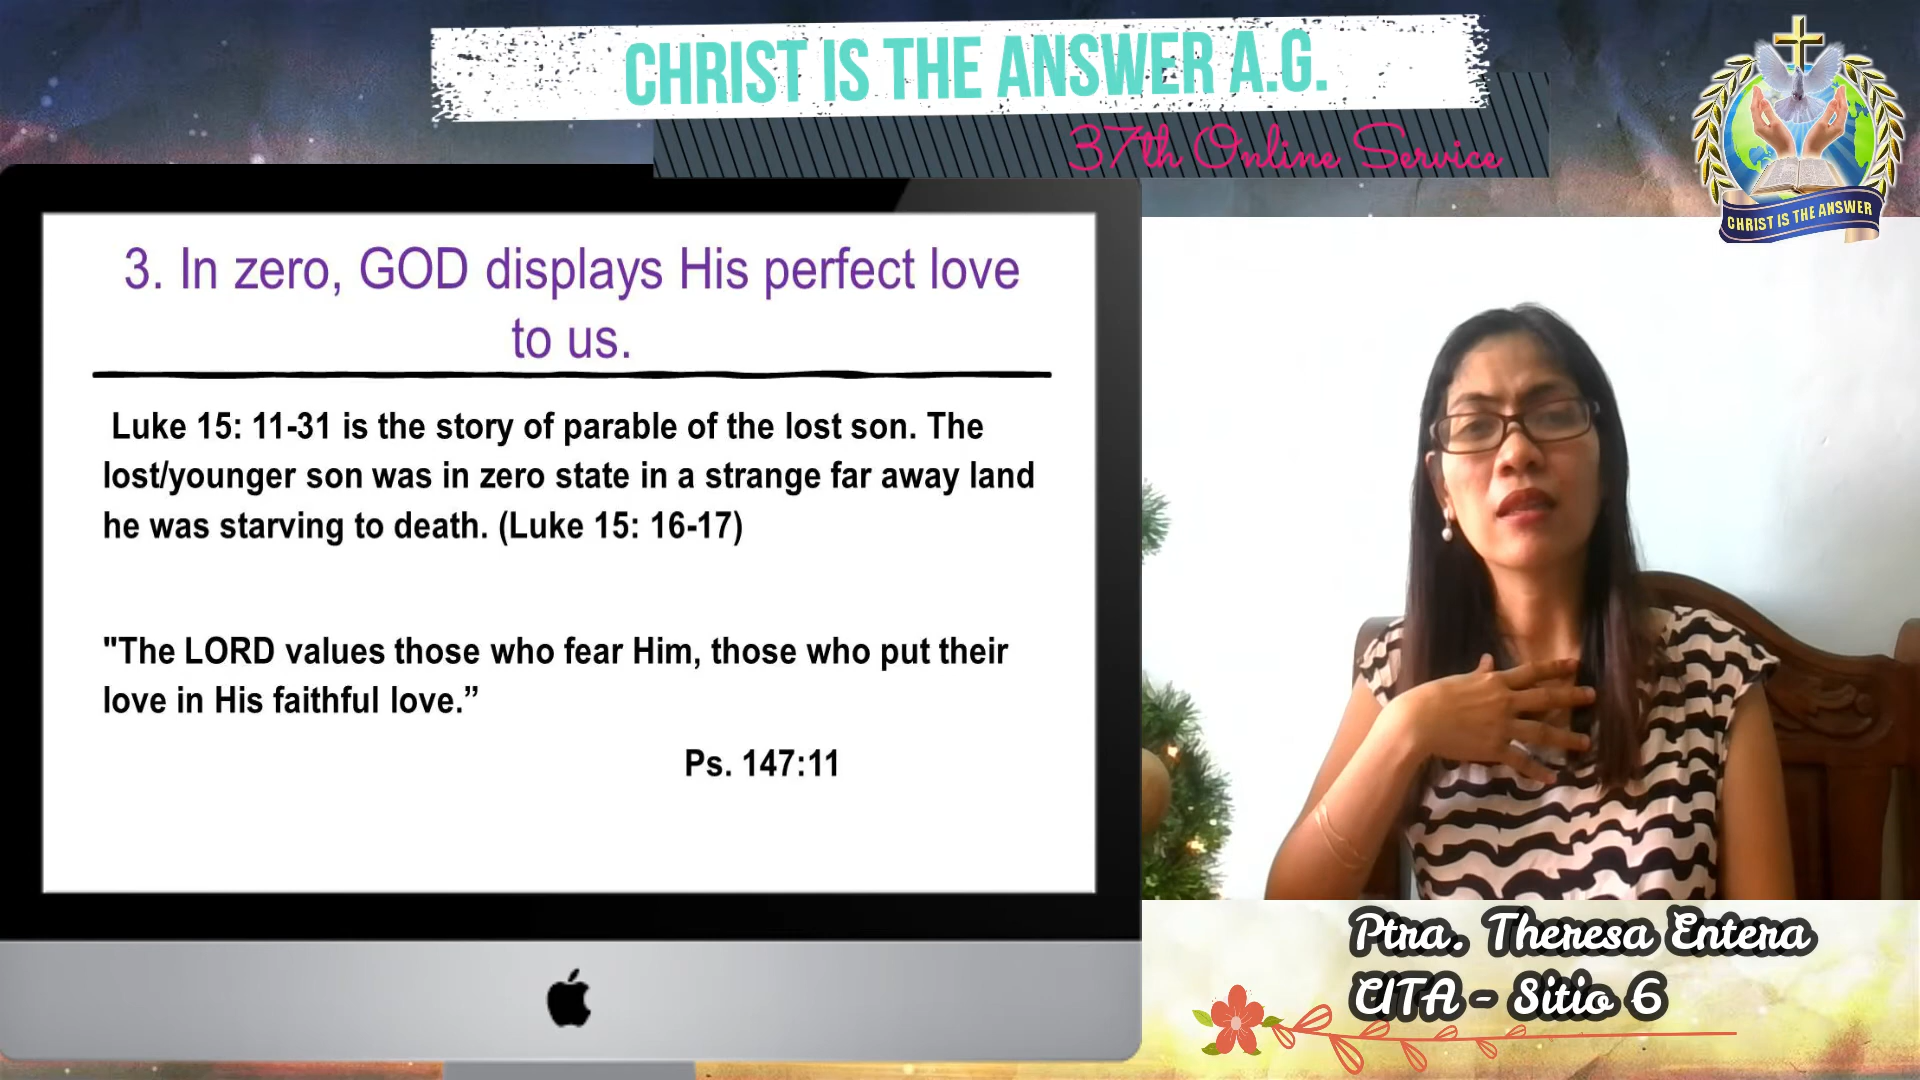 CHRIST IS THE ANSWER A.G.
37th Online Service
CHRIST IS THE ANSWER
3. In zero, GOD displays His perfect love
to us.
Luke 15: 11-31 is the story of parable of the lost son. The
lost/younger son was in zero state in a strange far away land
he was starving to death. (Luke 15: 16-17)
"The LORD values those who fear Him, those who put their
love in His faithful love.”
Ps. 147:11
Ptra. Theresa Entera
CITA - Sitio 6